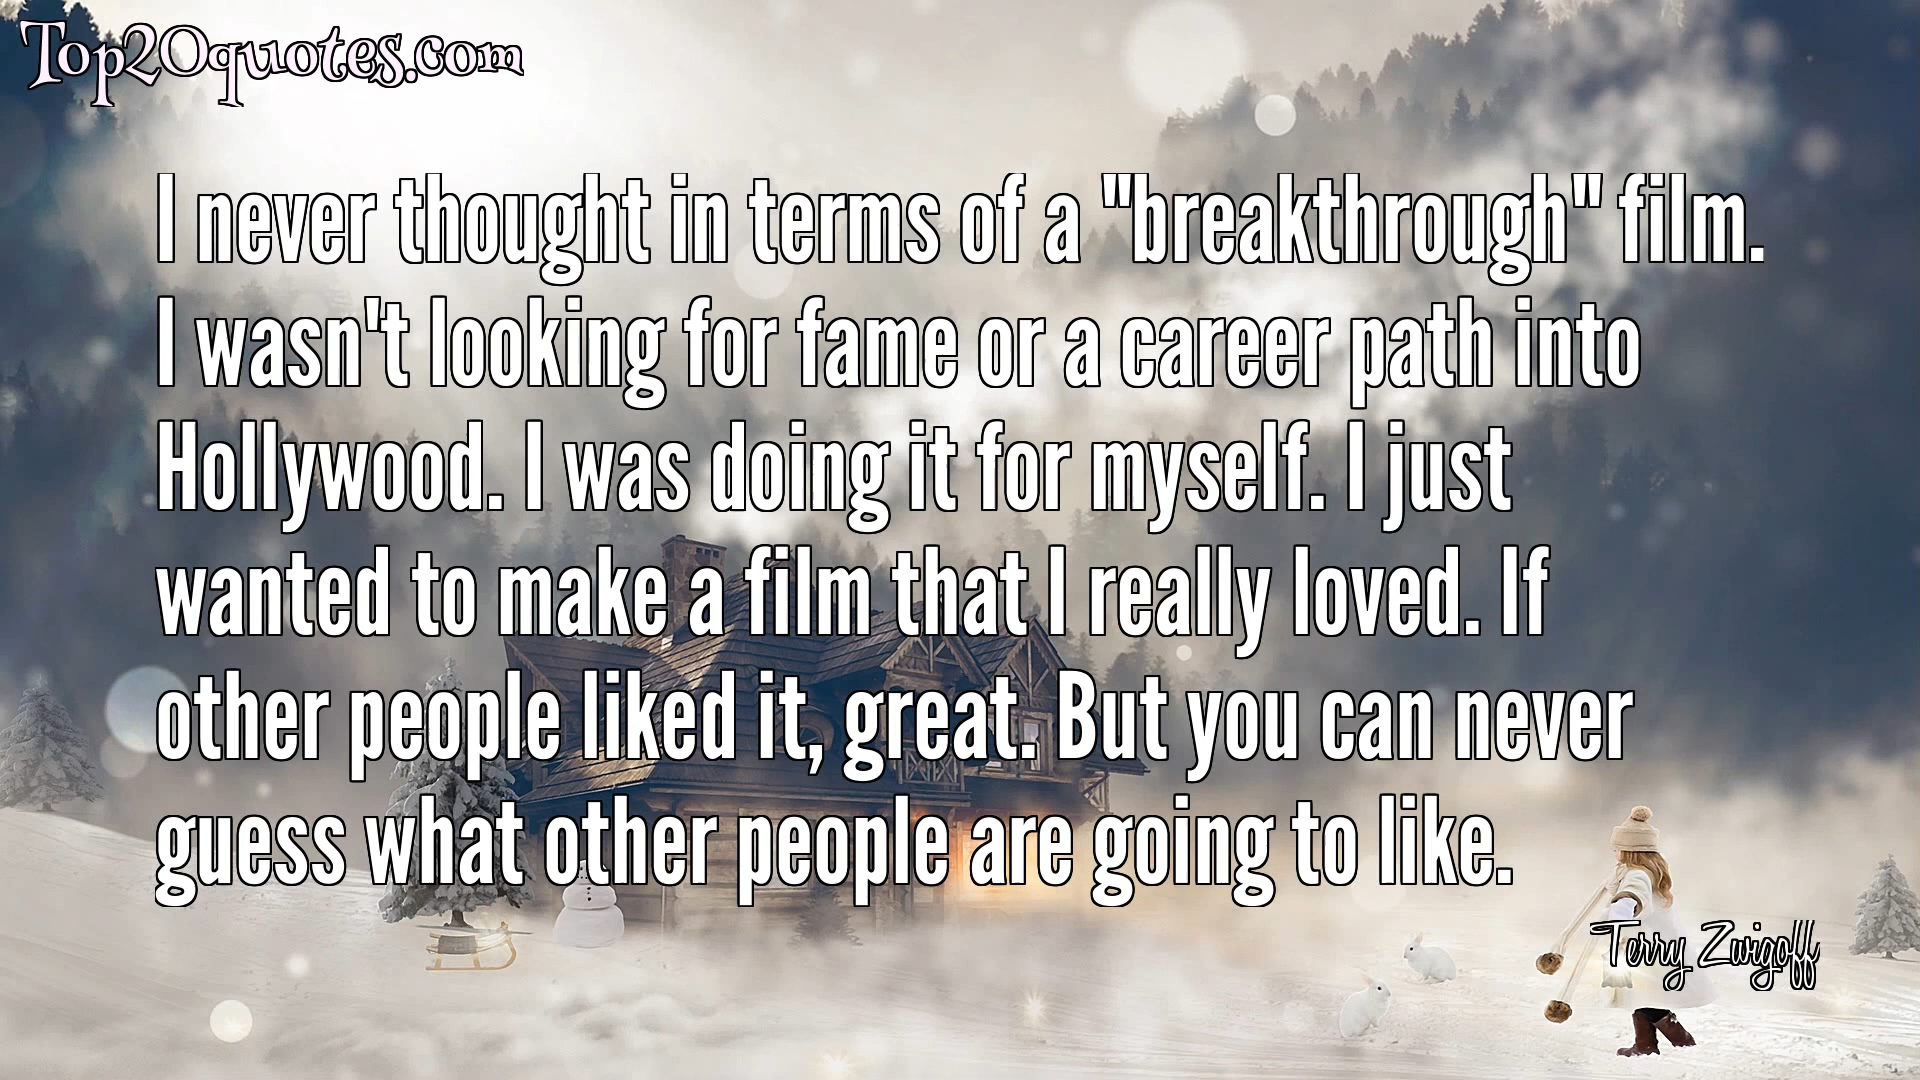 Top20quotes.com
I never thought in terms of a "breakthrough" film.
I wasn't looking for fame or a career path into
Hollywood. I was doing it for myself. I just
wanted to make a film that I really loved. If
other people liked it, great. But you can never
guess what other people are going to like.
Terry Zwigoff